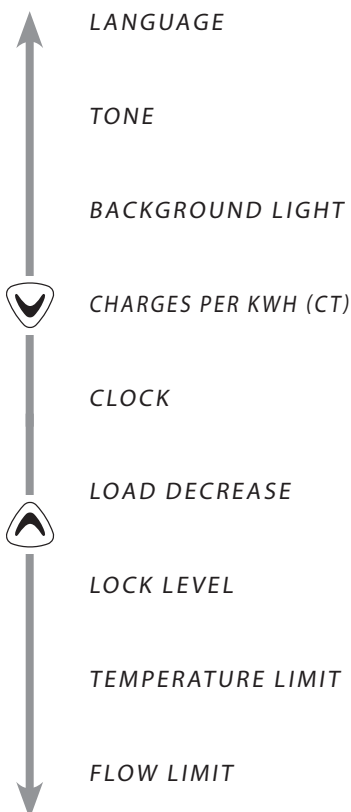 LANGUAGE
TONE
BACKGROUND LIGHT
CHARGES PER KWH (CT)
CLOCK
LOAD DECREASE
LOCK LEVEL
TEMPERATURE LIMIT
FLOW LIMIT